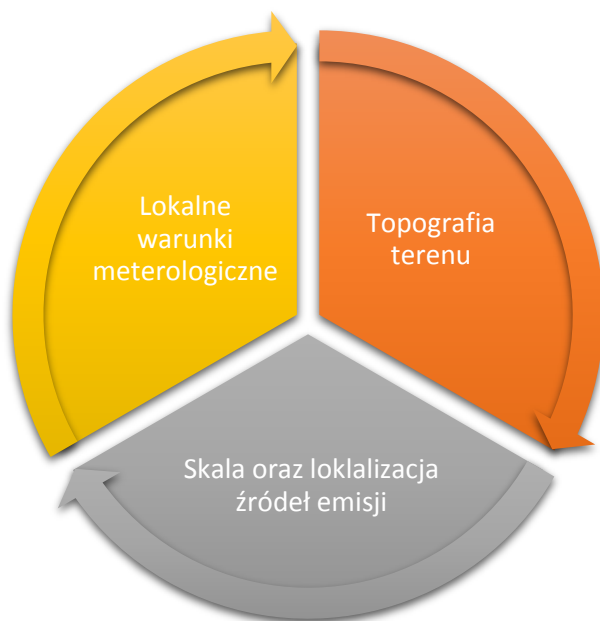 Lokalne
warunki
meterologiczne
Topografia
terenu
Skala oraz loklalizacja
źródeł emisji